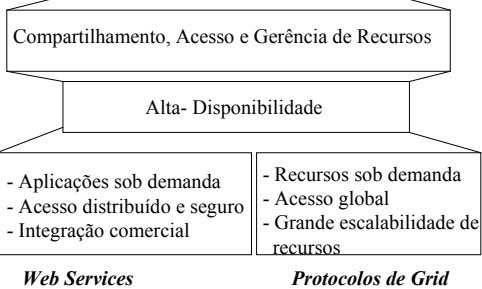 Compartilhamento, Acesso e Gerência de Recursos
Alta- Disponibilidade
- Aplicações sob demanda
- Acesso distribuído e seguro
- Integração comercial
- Recursos sob demanda
- Acesso global
- Grande escalabilidade de
recursos
Web Services
Protocolos de Grid